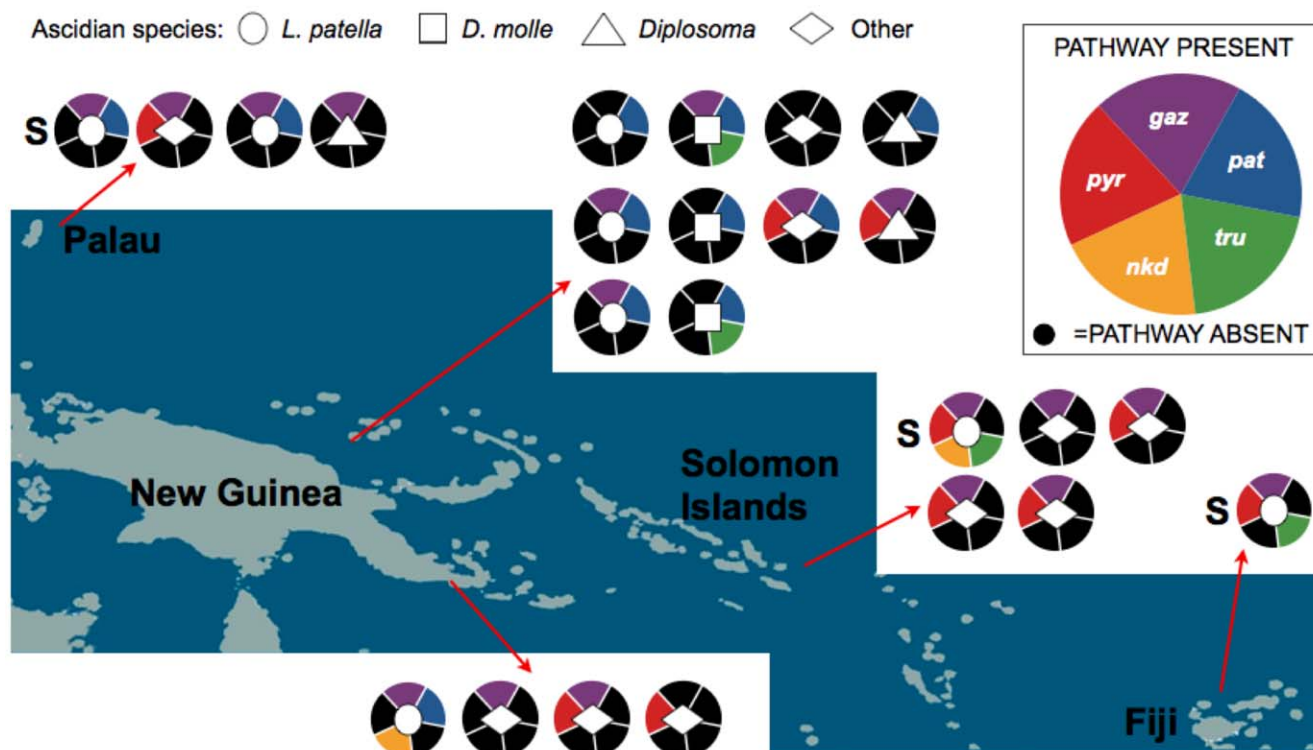 Ascidian species: L. patella D. molle Diplosoma Other
PATHWAY PRESENT
gaz
pat
pyr
tru
nkd
=PATHWAY ABSENT
S
Palau
New Guinea
Solomon
Islands
S
S
Fiji